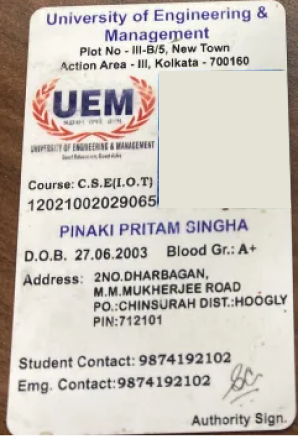 University of Engineering &
Management
Plot No - III-B/5, New Town
Action Area - III, Kolkata - 700160
UEM
UNIVERSITY OF ENGINEERING & MANAGEMENT
Course: C.S.E(I.O.T)
12021002029065
PINAKI PRITAM SINGHA
D.O.B. 27.06.2003 Blood Gr.: A+
Address: 2NO.DHARBAGAN,
M.M.MUKHERJEE ROAD
PO.:CHINSURAH DIST.:HOOGLY
PIN:712101
Student Contact: 9874192102
Emg. Contact:9874192102
Authority Sign.